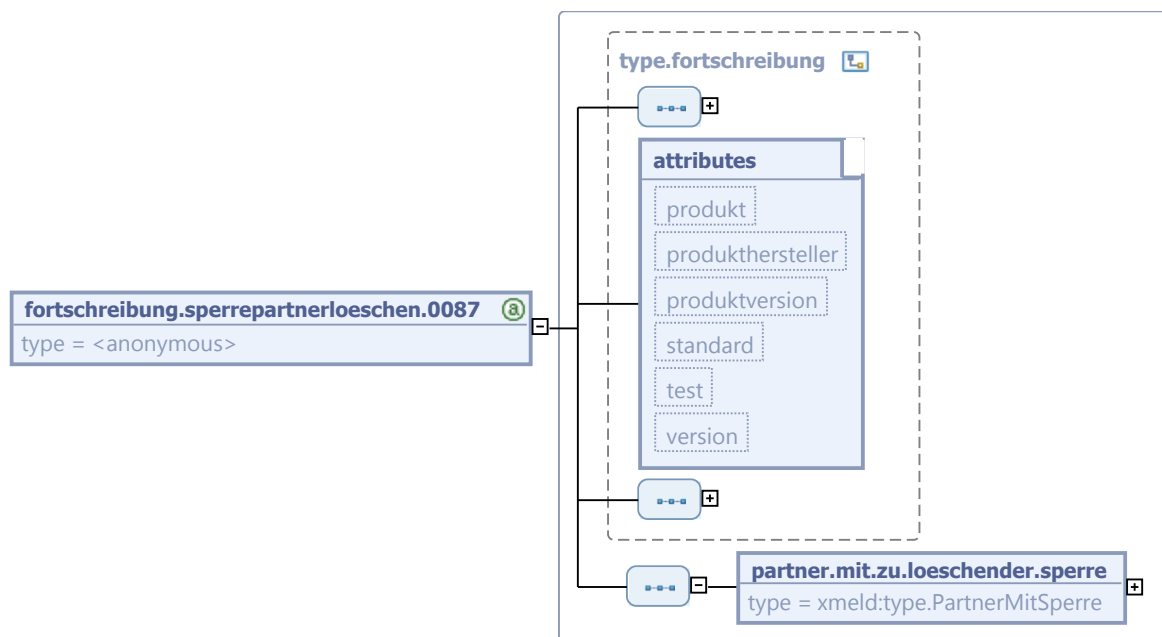 type.fortschreibung
attributes
produkt
produkthersteller
produktversion
standard
test
version
fortschreibung.sperrepartnerloeschen.0087 a
type = <anonymous>
partner.mit.zu.loeschender.sperre
type = xmeld:type.PartnerMitSperre